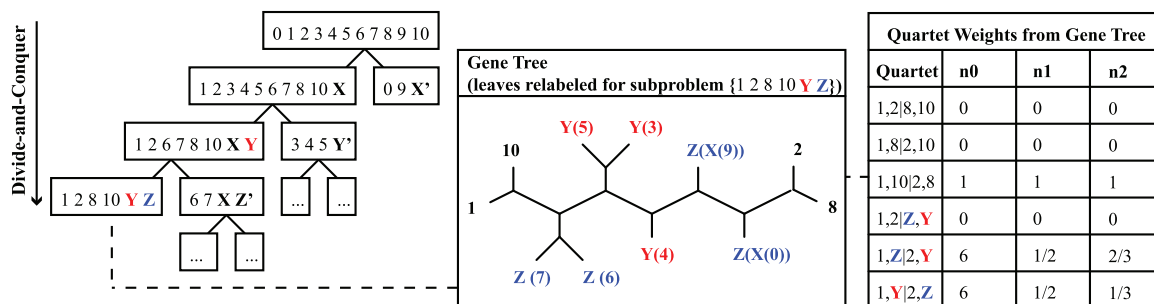 Divide-and-Conquer
0 1 2 3 4 5 6 7 8 9 10
1 2 3 4 5 6 7 8 10 X
0 9 X'
1 2 6 7 8 10 X Y
3 4 5 Y'
1 2 8 10 Y Z
6 7 X Z'
...
...
...
...
Gene Tree
(leaves relabeled for subproblem {1 2 8 10 Y Z})
Y(5)
Y(3)
10
Z(X(9))
2
1
8
Y(4)
Z(X(0))
Z (7)
Z (6)
Quartet Weights from Gene Tree
Quartet n0 n1 n2
1,2|8,10 0 0 0
1,8|2,10 0 0 0
1,10|2,8 1 1 1
1,2|Z,Y 0 0 0
1,Z|2,Y 6 1/2 2/3
1,Y|2,Z 6 1/2 1/3